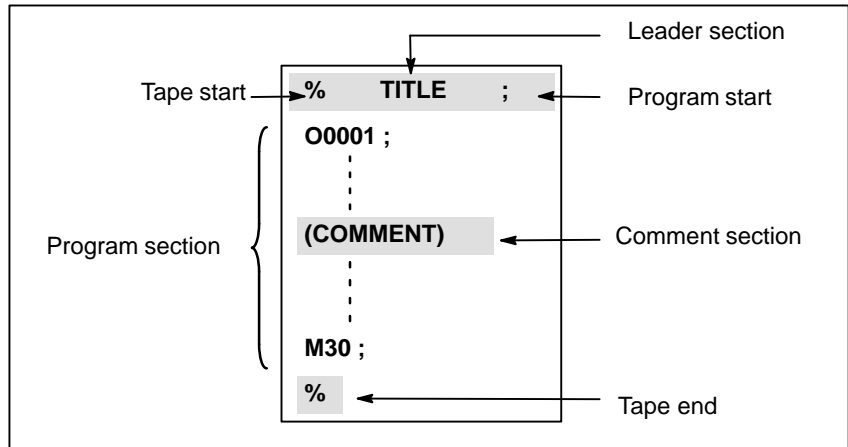 Leader section
Tape start
% TITLE ;
Program start
O0001 ;
Program section
(COMMENT)
Comment section
M30 ;
%
Tape end